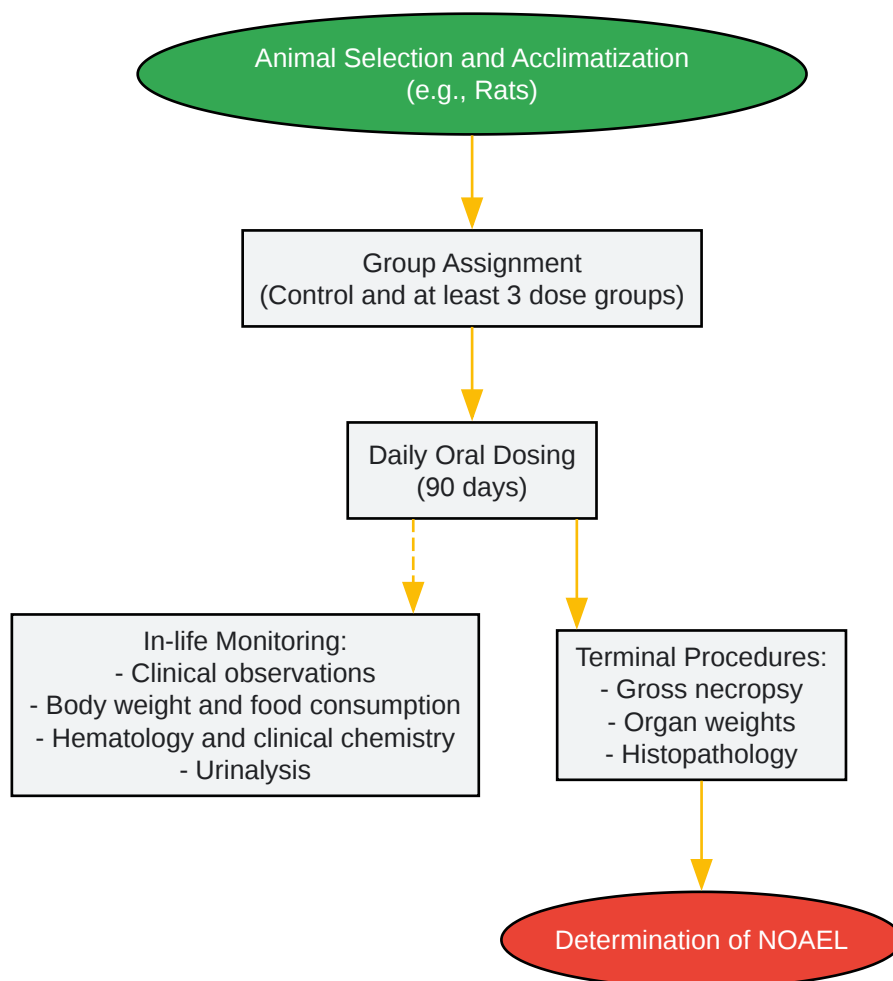 Animal Selection and Acclimatization
(e.g., Rats)
Group Assignment
(Control and at least 3 dose groups)
Daily Oral Dosing
(90 days)
In-life Monitoring:
- Clinical observations
- Body weight and food consumption
- Hematology and clinical chemistry
- Urinalysis
Terminal Procedures:
- Gross necropsy
- Organ weights
- Histopathology
Determination of NOAEL